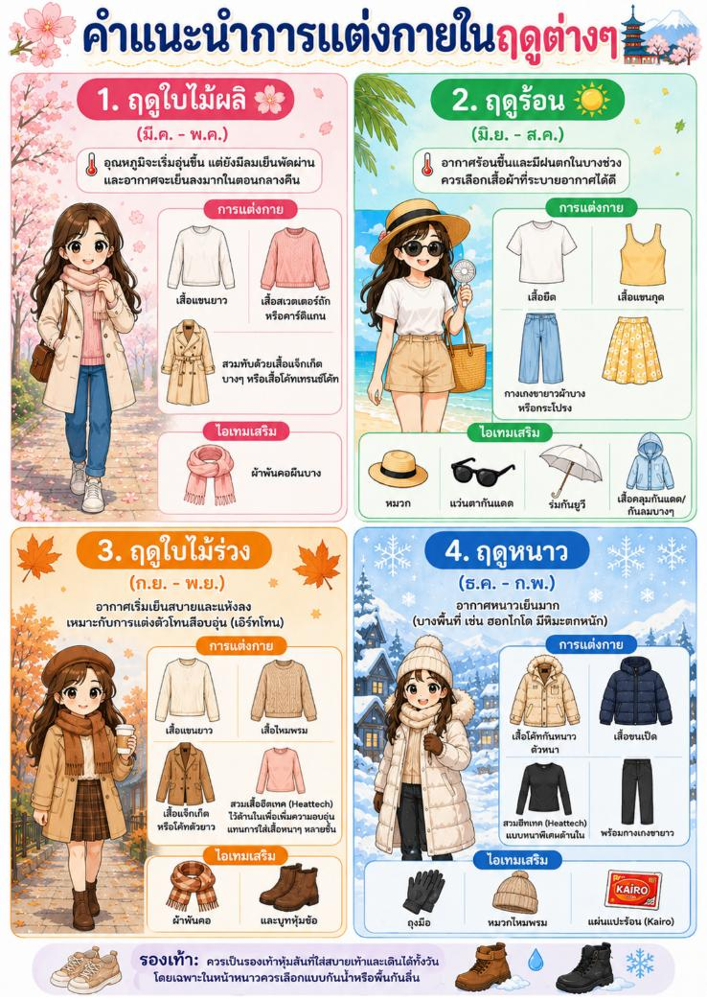 คำแนะนำการแต่งกายในฤดูต่างๆ
1. ฤดูใบไม้ผลิ
(มี.ค. - พ.ค.)
อุณหภูมิจะเริ่มอุ่นขึ้น แต่ยังมีลมเย็นพัดผ่าน
และอากาศจะเย็นลงมากในตอนกลางคืน
การแต่งกาย
เสื้อแขนยาว
เสื้อสเวตเตอร์ถัก
หรือคาร์ดิแกน
สวมทับด้วยเสื้อแจ็กเก็ต
บางๆ หรือเสื้อโค้ทเทรนช์โค้ท
ไอเทมเสริม
ผ้าพันคอผืนบาง
2. ฤดูร้อน
(มิ.ย. - ส.ค.)
อากาศร้อนขึ้นและมีฝนตกในบางช่วง
ควรเลือกเสื้อผ้าที่ระบายอากาศได้ดี
การแต่งกาย
เสื้อยืด
เสื้อแขนกุด
กางเกงขายาวผ้าบาง
หรือกระโปรง
ไอเทมเสริม
หมวก
แว่นตากันแดด
ร่มกันยูวี
เสื้อคลุมกันแดด/
กันลมบางๆ
3. ฤดูใบไม้ร่วง
(ก.ย. - พ.ย.)
อากาศเริ่มเย็นสบายและแห้งลง
เหมาะกับการแต่งตัวโทนสีอบอุ่น (เอิร์ทโทน)
การแต่งกาย
เสื้อแขนยาว
เสื้อไหมพรม
เสื้อแจ็กเก็ต
หรือโค้ทตัวยาว
สวมเสื้อฮีตเทค (Heattech)
ไว้ด้านในเพื่อเพิ่มความอบอุ่น
แทนการใส่เสื้อหนาๆ หลายชั้น
ไอเทมเสริม
ผ้าพันคอ
และบูทหุ้มข้อ
4. ฤดูหนาว
(ธ.ค. - ก.พ.)
อากาศหนาวเย็นมาก
(บางพื้นที่ เช่น ฮอกไกโด มีหิมะตกหนัก)
การแต่งกาย
เสื้อโค้ทกันหนาว
ตัวหนา
เสื้อขนเป็ด
สวมฮีทเทค (Heattech)
แบบหนาพิเศษด้านใน
พร้อมกางเกงขายาว
ไอเทมเสริม
ถุงมือ
หมวกไหมพรม
KAIRO
แผ่นแปะร้อน (Kairo)
รองเท้า: ควรเป็นรองเท้าหุ้มส้นที่ใส่สบายเท้าและเดินได้ทั้งวัน
โดยเฉพาะในหน้าหนาวควรเลือกแบบกันน้ำหรือพื้นกันลื่น